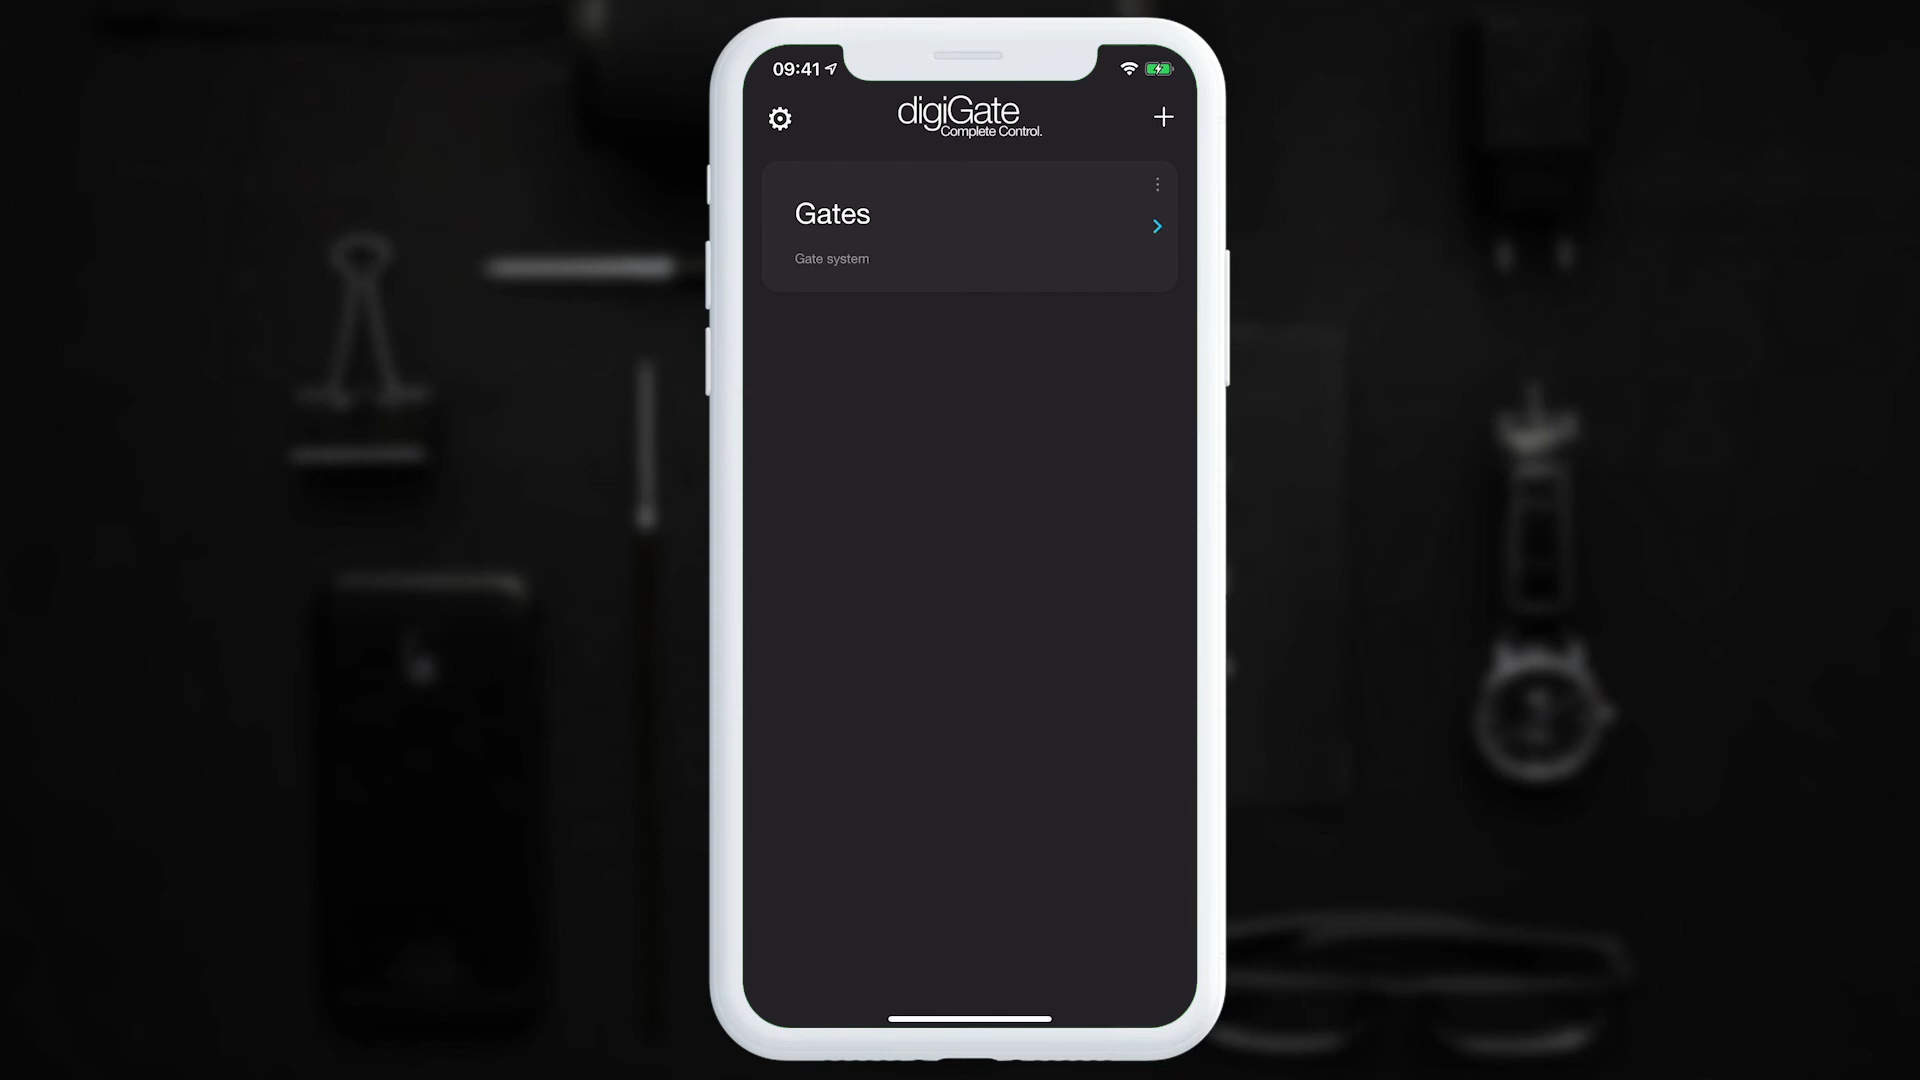 09:41
digiGate
Complete Control.
Gates
Gate system